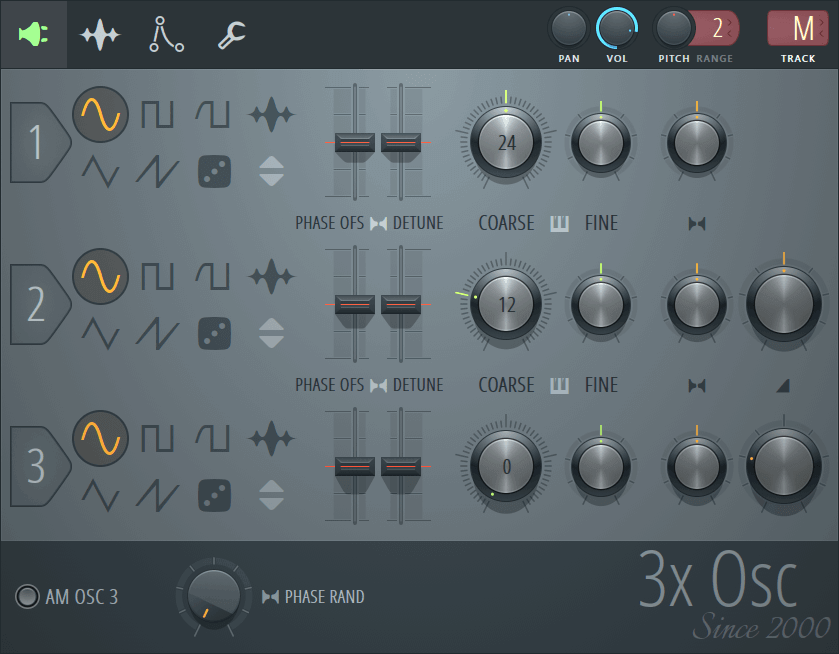 2
M
PAN VOL PITCH RANGE TRACK
1
24
PHASE OFS DETUNE COARSE FINE
2
12
PHASE OFS DETUNE COARSE FINE
3
0
AM OSC 3
PHASE RAND
3x Osc
Since 2000